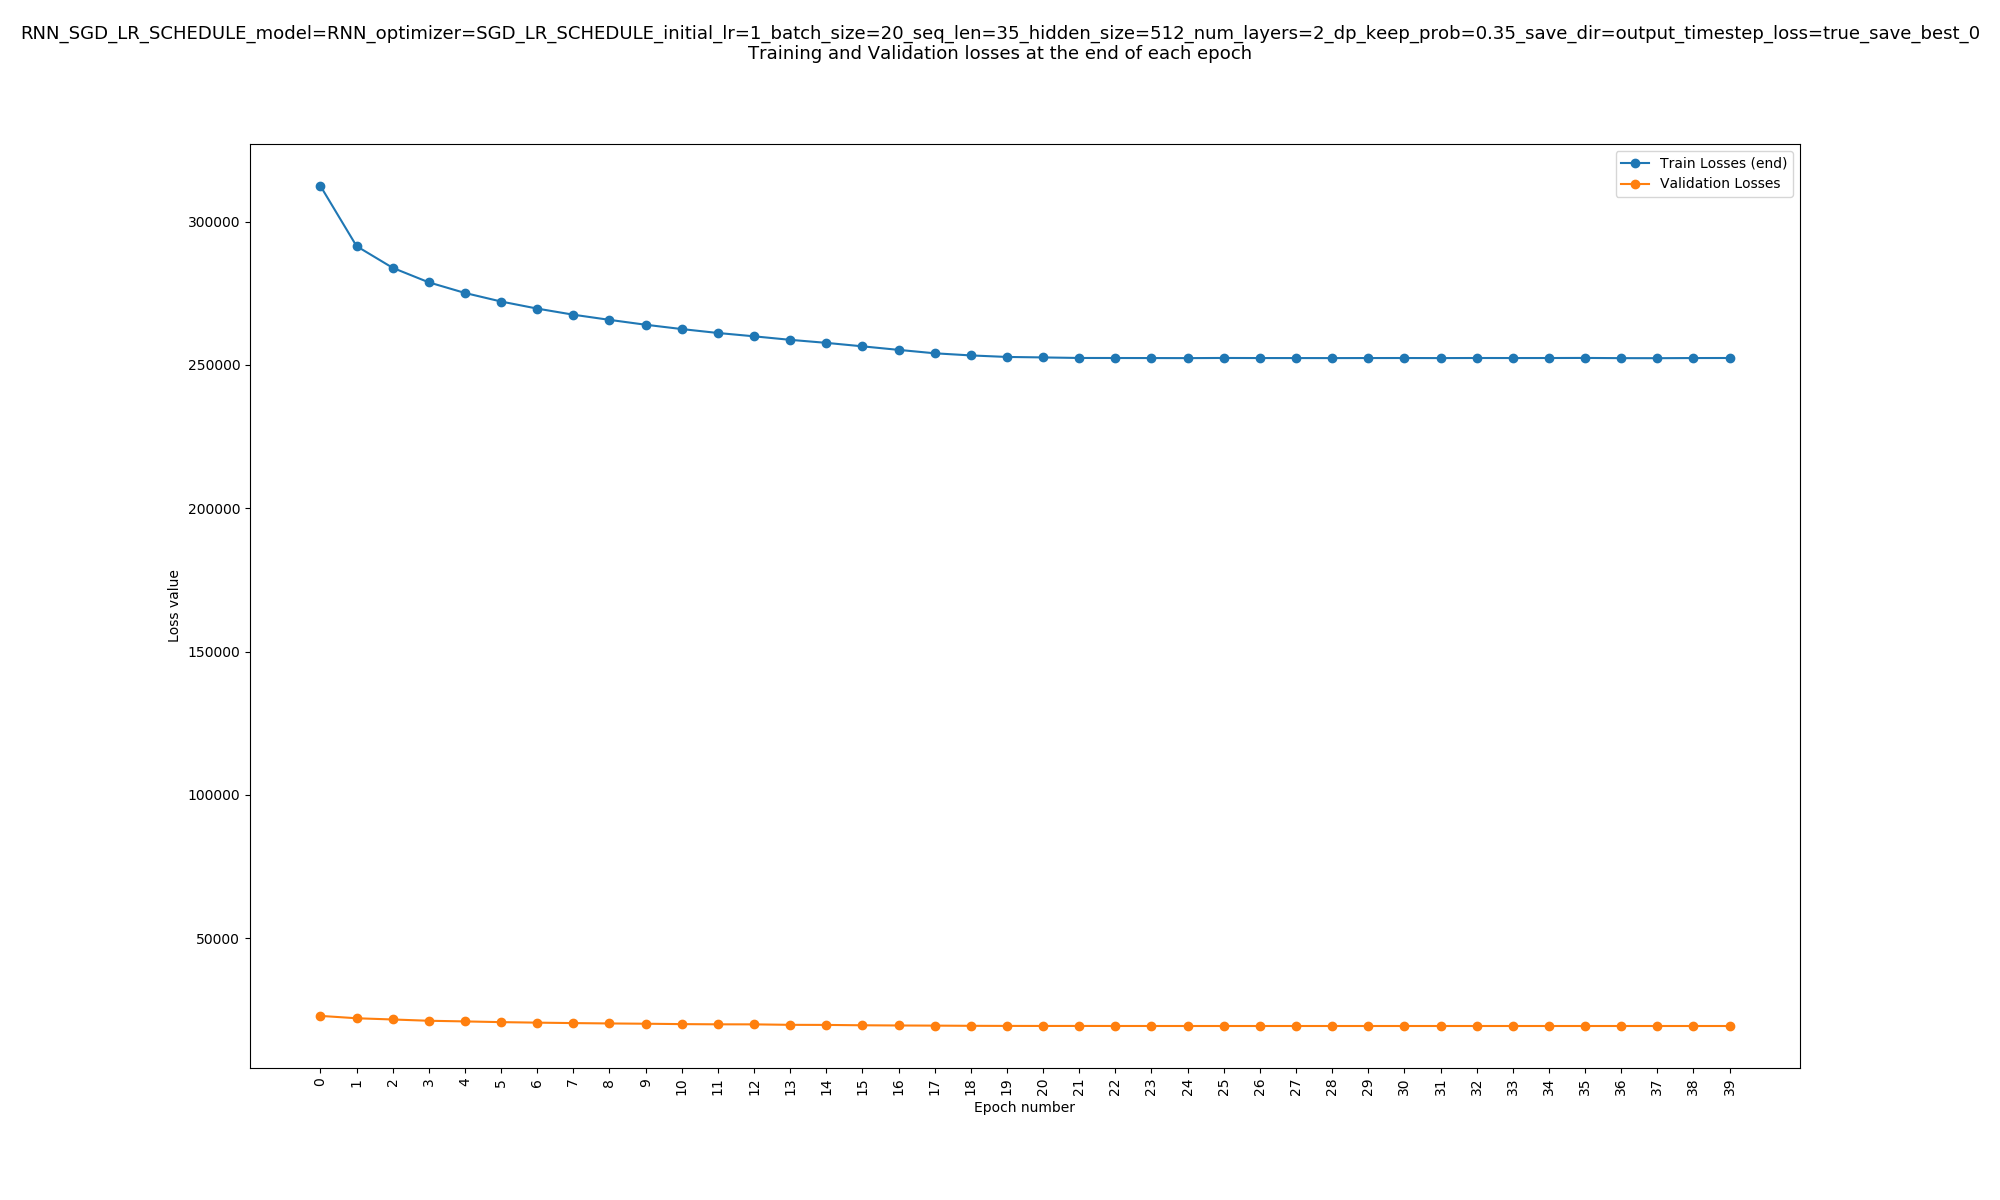 RNN_SGD_LR_SCHEDULE_model=RNN_optimizer=SGD_LR_SCHEDULE_initial_lr=1_batch_size=20_seq_len=35_hidden_size=512_num_layers=2_dp_keep_prob=0.35_save_dir=output_timestep_loss=true_save_best_0
Training and Validation losses at the end of each epoch
Train Losses (end)
Validation Losses
300000
250000
200000
150000
100000
50000
Loss value
0 1 2 3 4 5 6 7 8 9 10 11 12 13 14 15 16 17 18 19 20 21 22 23 24 25 26 27 28 29 30 31 32 33 34 35 36 37 38 39
Epoch number